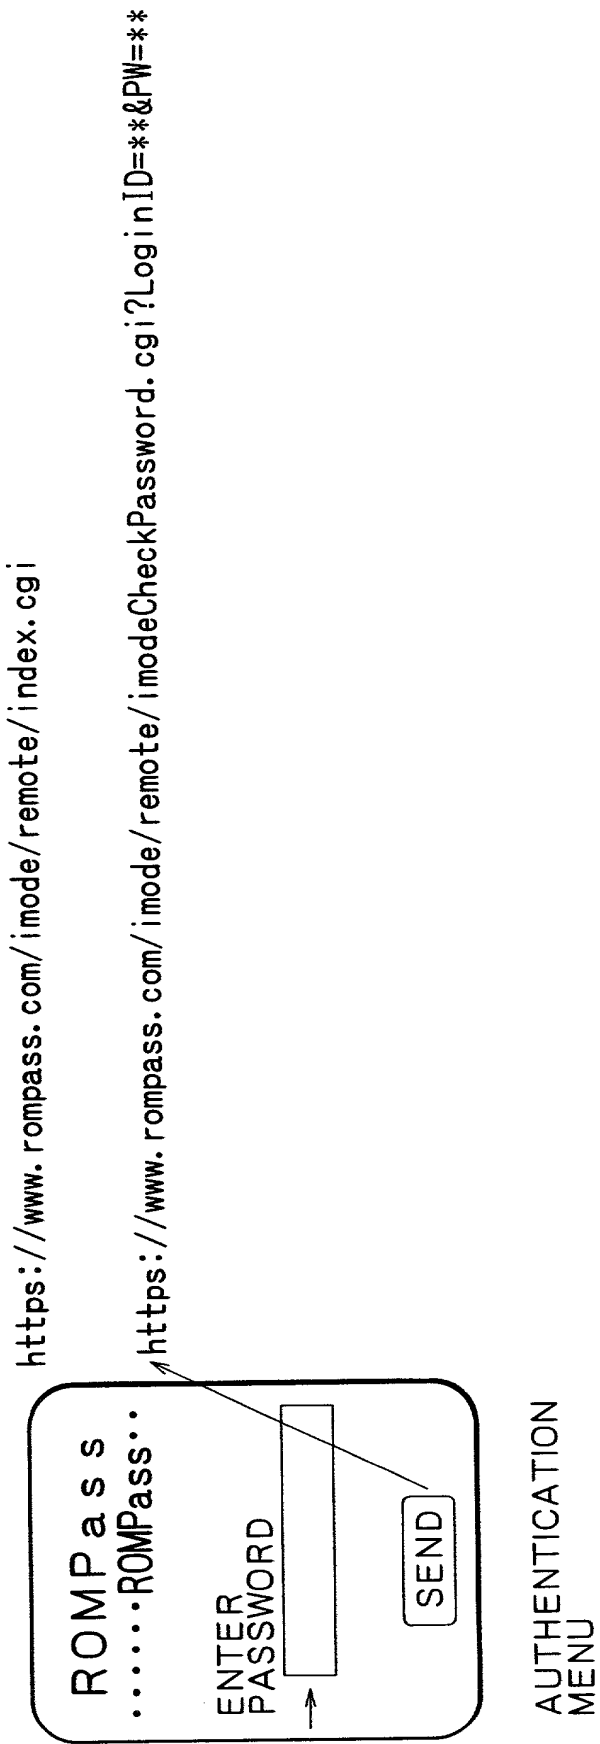 https://www.rompass.com/imode/remote/index.cgi
ROMPass
......ROMPass..
https://www.rompass.com/imode/remote/imodeCheckPassword.cgi?LoginID=**&PW=**
ENTER
PASSWORD
SEND
AUTHENTICATION
MENU